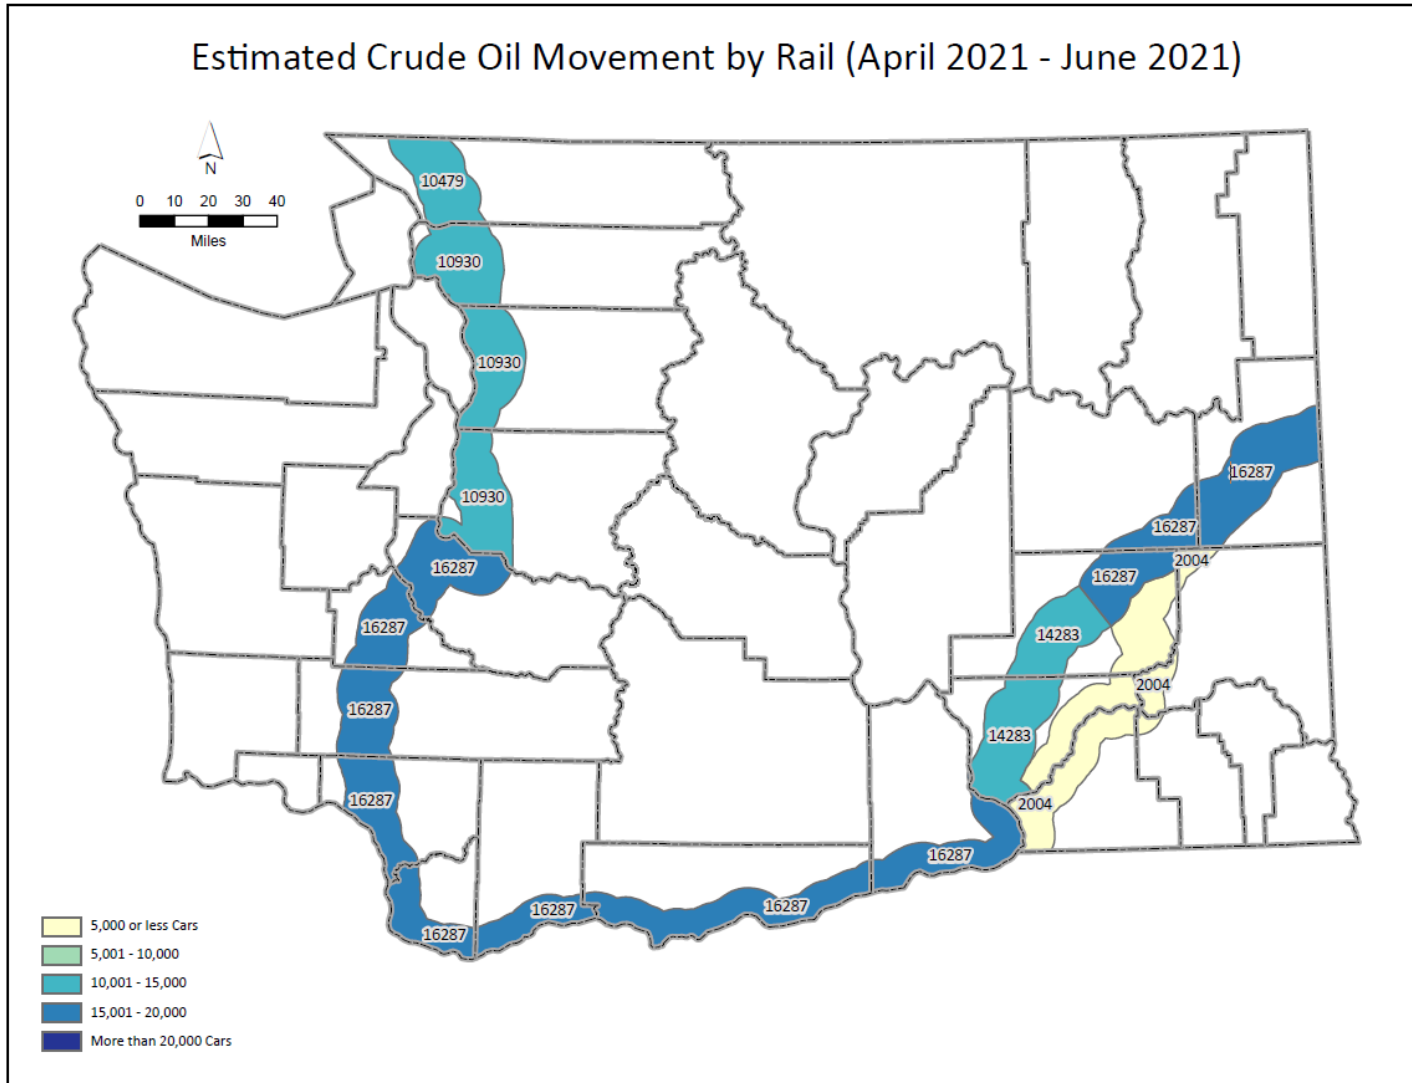 Estimated Crude Oil Movement by Rail (April 2021 - June 2021)
N
0 10 20 30 40
Miles
10479
10930
10930
10930
16287
16287
16287
16287
16287
16287
16287
16287
16287
16287
16287
2004
14283
2004
14283
2004
5,000 or less Cars
5,001 - 10,000
10,001 - 15,000
15,001 - 20,000
More than 20,000 Cars